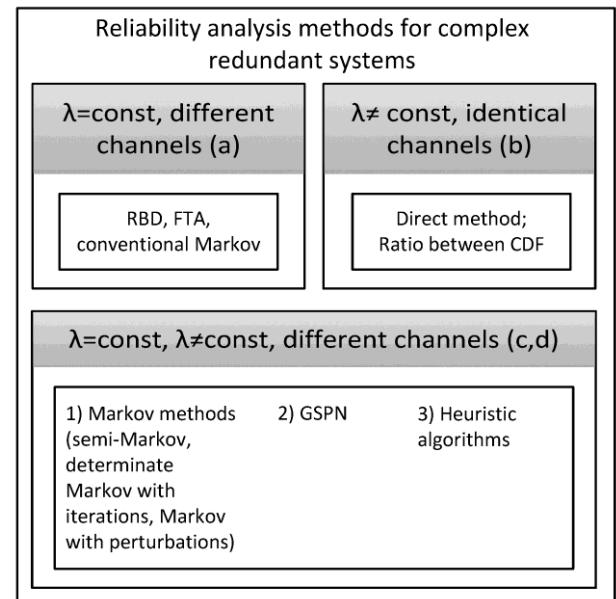 Reliability analysis methods for complex
redundant systems
λ=const, different
channels (a)
RBD, FTA,
conventional Markov
λ≠ const, identical
channels (b)
Direct method;
Ratio between CDF
λ=const, λ≠const, different channels (c,d)
1) Markov methods
(semi-Markov,
determinate
Markov with
iterations, Markov
with perturbations)
2) GSPN
3) Heuristic
algorithms